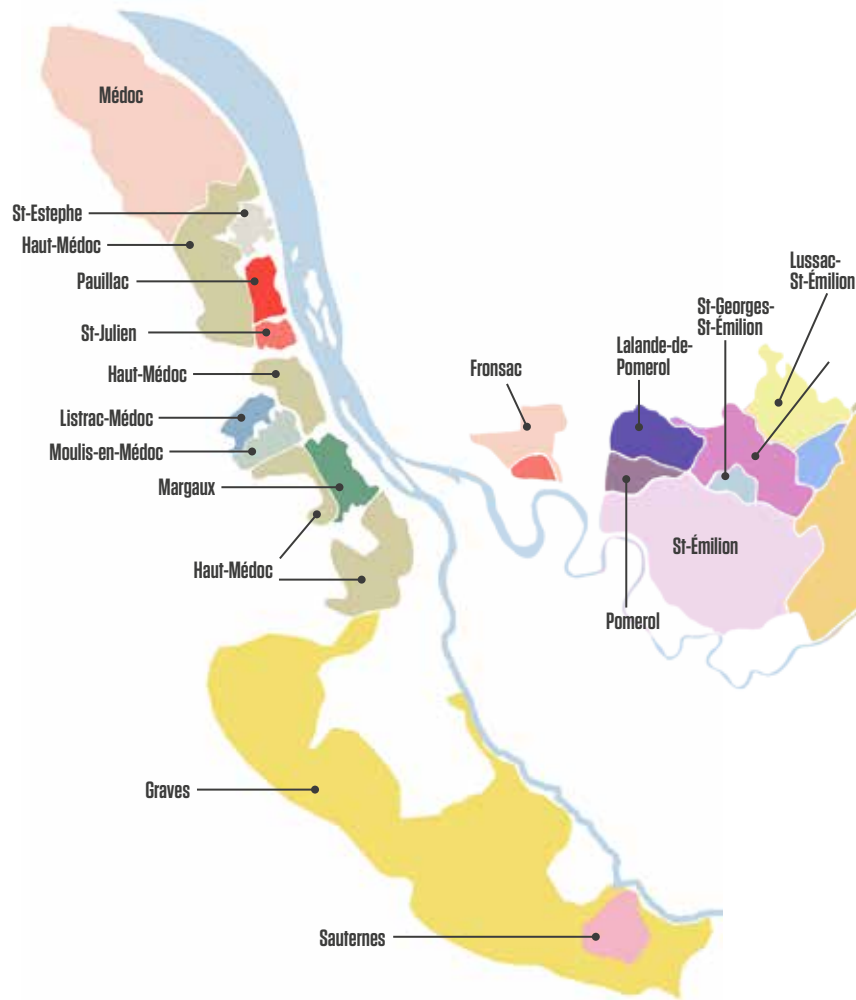 Médoc
St-Estephe
Haut-Médoc
Pauillac
St-Julien
Haut-Médoc
Listrac-Médoc
Moulis-en-Médoc
Margaux
Haut-Médoc
Graves
Sauternes
Fronsac
Lalande-de-
Pomerol
St-Georges-
St-Émilion
Lussac-
St-Émilion
St-Émilion
Pomerol